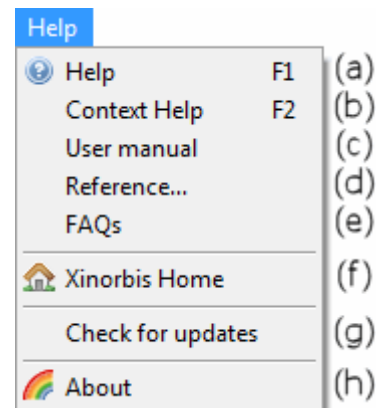 Help
Help F1 (a)
Context Help F2 (b)
User manual (c)
Reference... (d)
FAQs (e)
Xinorbis Home (f)
Check for updates (g)
About (h)